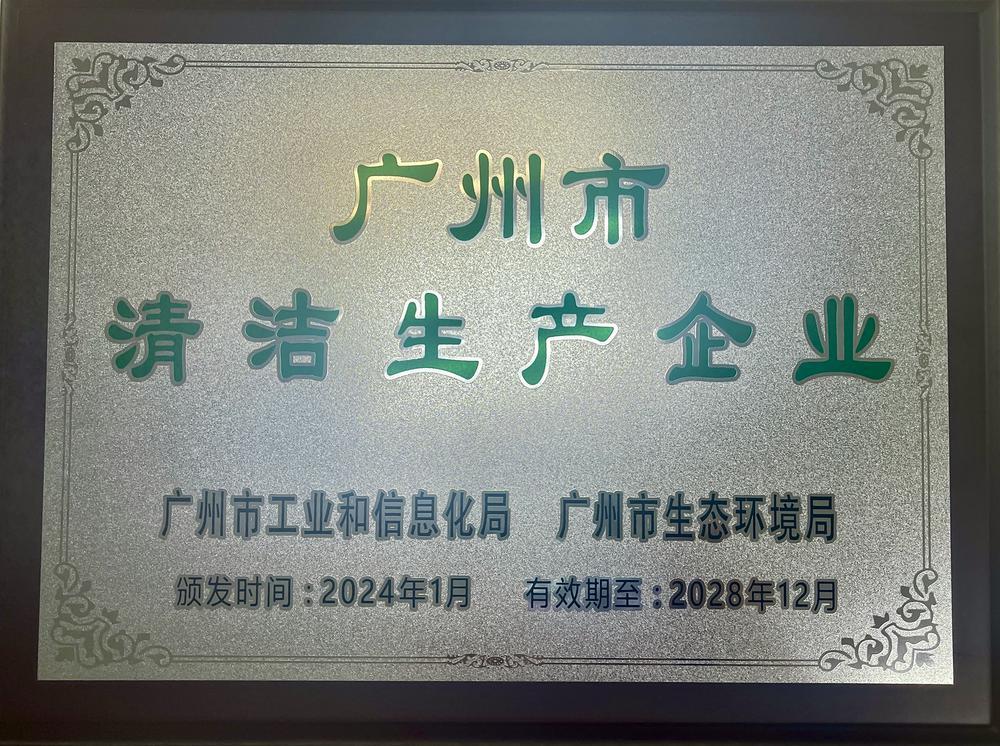 广州市
清洁生产企业
广州市工业和信息化局 广州市生态环境局
颁发时间：2024年1月 有效期至：2028年12月